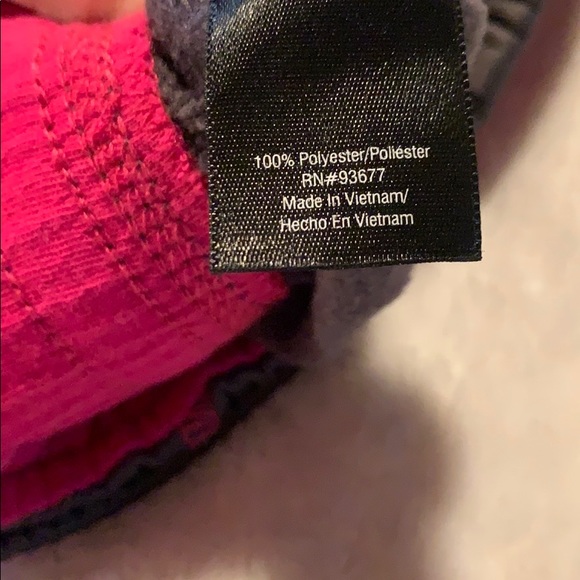 100% Polyester/Poliéster
RN#93677
Made In Vietnam/
Hecho En Vietnam